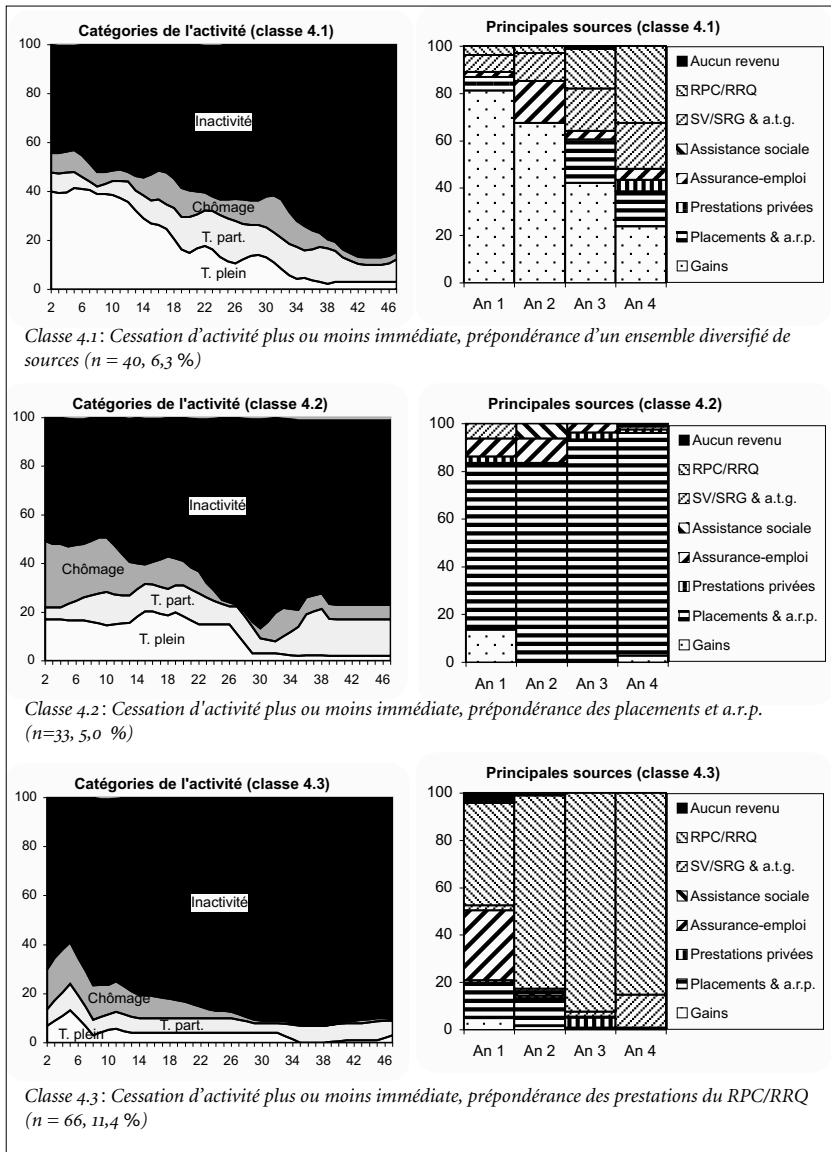 Catégories de l'activité (classe 4.1)
100
80
60
40
20
0
Inactivité
Chômage
T. part.
T. plein
2 6 10 14 18 22 26 30 34 38 42 46
Principales sources (classe 4.1)
100
80
60
40
20
0
An 1 An 2 An 3 An 4
Aucun revenu
RPC/RRQ
SV/SRG & a.t.g.
Assistance sociale
Assurance-emploi
Prestations privées
Placements & a.r.p.
Gains
Classe 4.1 : Cessation d'activité plus ou moins immédiate, prépondérance d'un ensemble diversifié de
sources (n = 40, 6,3 %)
Catégories de l'activité (classe 4.2)
100
80
60
40
20
0
Inactivité
Chômage
T. part.
T. plein
2 6 10 14 18 22 26 30 34 38 42 46
Principales sources (classe 4.2)
100
80
60
40
20
0
An 1 An 2 An 3 An 4
Aucun revenu
RPC/RRQ
SV/SRG & a.t.g.
Assistance sociale
Assurance-emploi
Prestations privées
Placements & a.r.p.
Gains
Classe 4.2 : Cessation d'activité plus ou moins immédiate, prépondérance des placements et a.r.p.
(n=33, 5,0 %)
Catégories de l'activité (classe 4.3)
100
80
60
40
20
0
Inactivité
Chômage
T. part.
T. plein
2 6 10 14 18 22 26 30 34 38 42 46
Principales sources (classe 4.3)
100
80
60
40
20
0
An 1 An 2 An 3 An 4
Aucun revenu
RPC/RRQ
SV/SRG & a.t.g.
Assistance sociale
Assurance-emploi
Prestations privées
Placements & a.r.p.
Gains
Classe 4.3 : Cessation d'activité plus ou moins immédiate, prépondérance des prestations du RPC/RRQ
(n = 66, 11,4 %)